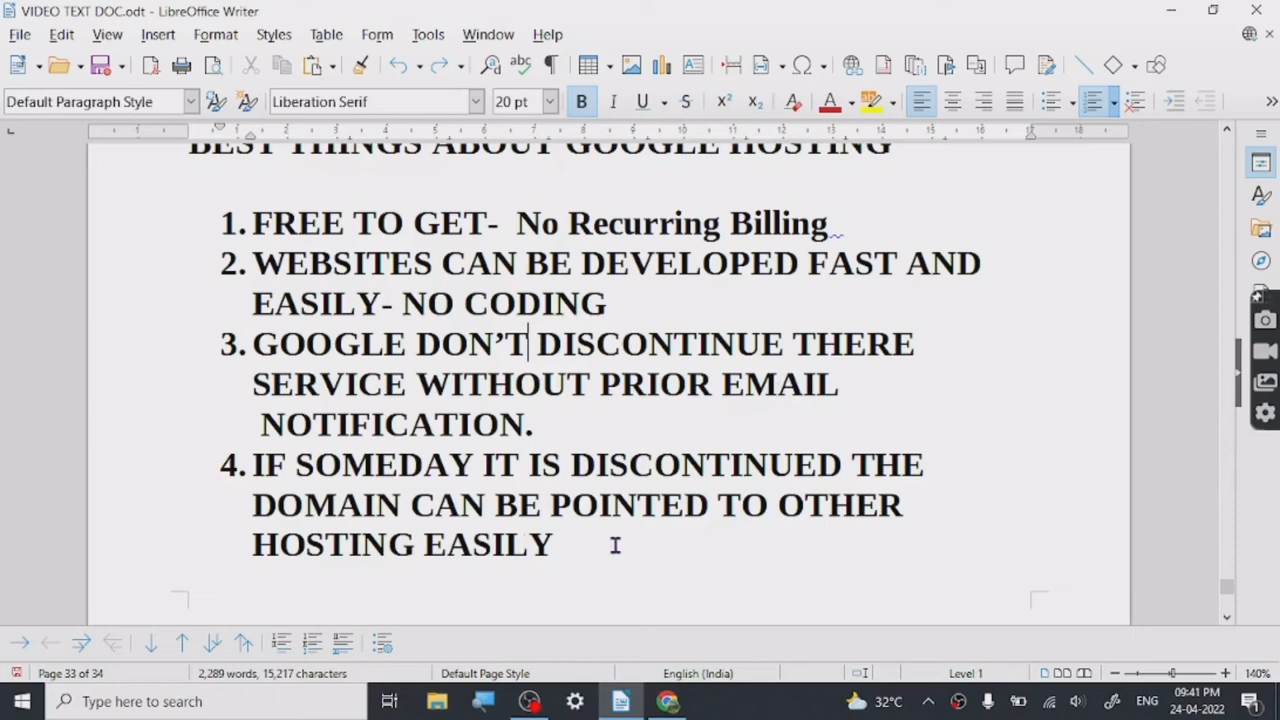 VIDEO TEXT DOC.odt - LibreOffice Writer
File Edit View Insert Format Styles Table Form Tools Window Help
Default Paragraph Style Liberation Serif 20pt
BEST THINGS ABOUT GOOGLE HOSTING
1. FREE TO GET-  No Recurring Billing
2. WEBSITES CAN BE DEVELOPED FAST AND
EASILY- NO CODING
3. GOOGLE DON’T DISCONTINUE THERE
SERVICE WITHOUT PRIOR EMAIL
NOTIFICATION.
4. IF SOMEDAY IT IS DISCONTINUED THE
DOMAIN CAN BE POINTED TO OTHER
HOSTING EASILY
Page 33 of 34 2,289 words, 15,217 characters Default Page Style English (India) Level 1 140%
Type here to search 32°C ENG 09:41 PM
24-04-2022